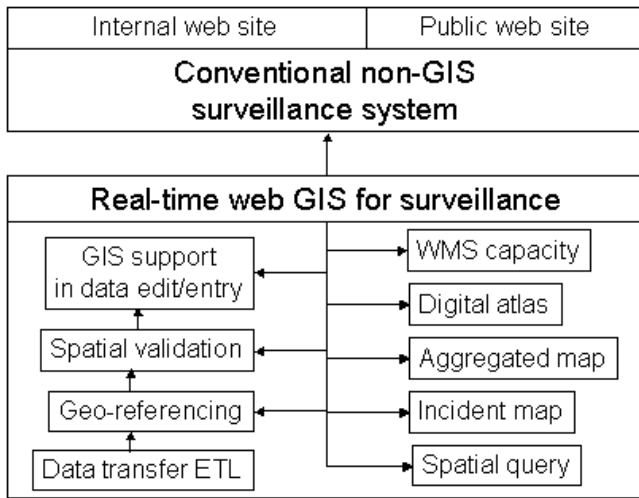 Internal web site
Public web site
Conventional non-GIS
surveillance system
Real-time web GIS for surveillance
GIS support
in data edit/entry
Spatial validation
Geo-referencing
Data transfer ETL
WMS capacity
Digital atlas
Aggregated map
Incident map
Spatial query